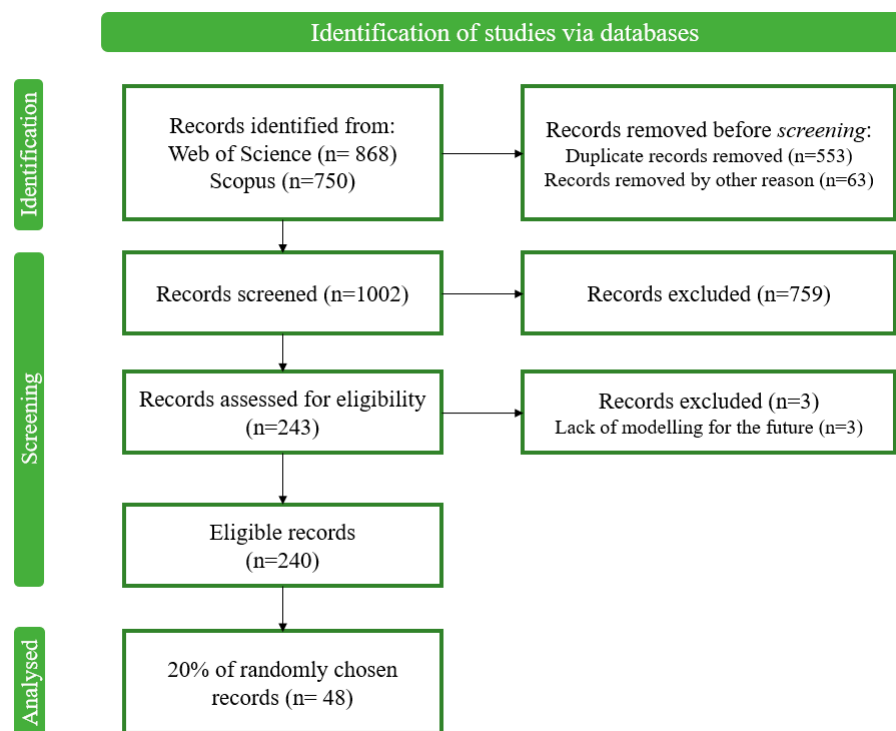 Identification of studies via databases
Identification
Records identified from:
Web of Science (n= 868)
Scopus (n=750)
Records removed before screening:
Duplicate records removed (n=553)
Records removed by other reason (n=63)
Screening
Records screened (n=1002)
Records excluded (n=759)
Records assessed for eligibility
(n=243)
Records excluded (n=3)
Lack of modelling for the future (n=3)
Eligible records
(n=240)
Analysed
20% of randomly chosen
records (n= 48)